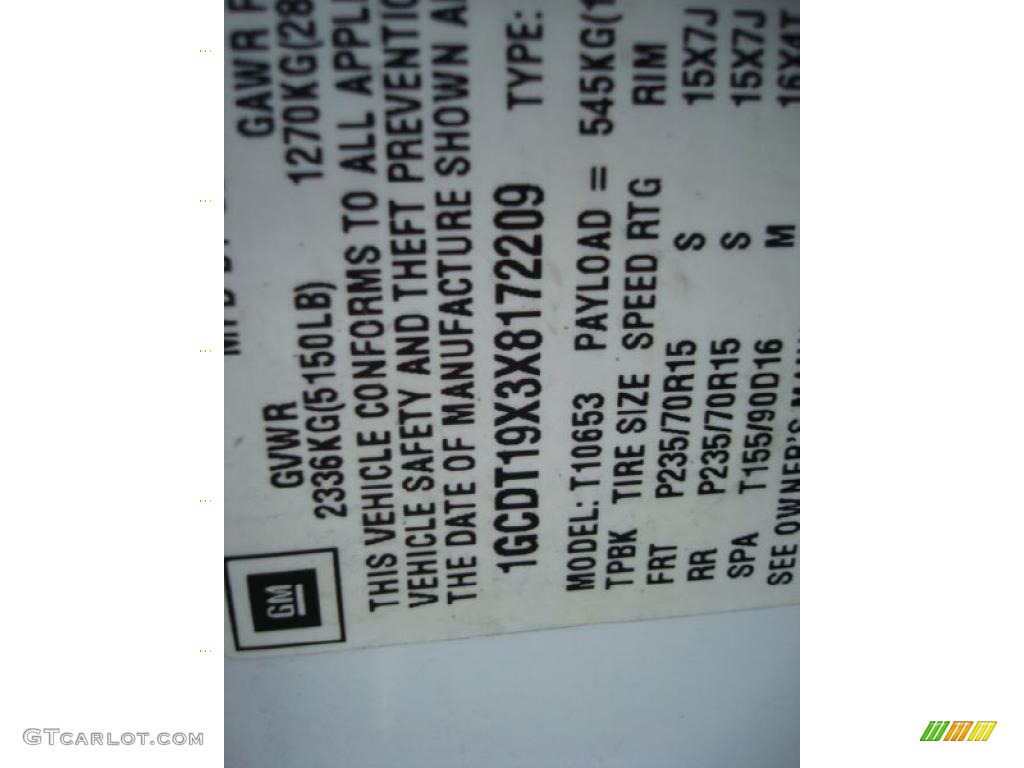 GM
GVWR GAWR F
2336KG(5150LB) 1270KG(28
THIS VEHICLE CONFORMS TO ALL APPLI
VEHICLE SAFETY AND THEFT PREVENTIO
THE DATE OF MANUFACTURE SHOWN A
1GCDT19X3X8172209 TYPE:
MODEL: T10653 PAYLOAD = 545KG(1
TPBK TIRE SIZE SPEED RTG RIM
FRT P235/70R15 S 15X7J
RR P235/70R15 S 15X7J
SPA T155/90D16 M 16X4T
SEE OWNER'S
GTCARLOT.COM